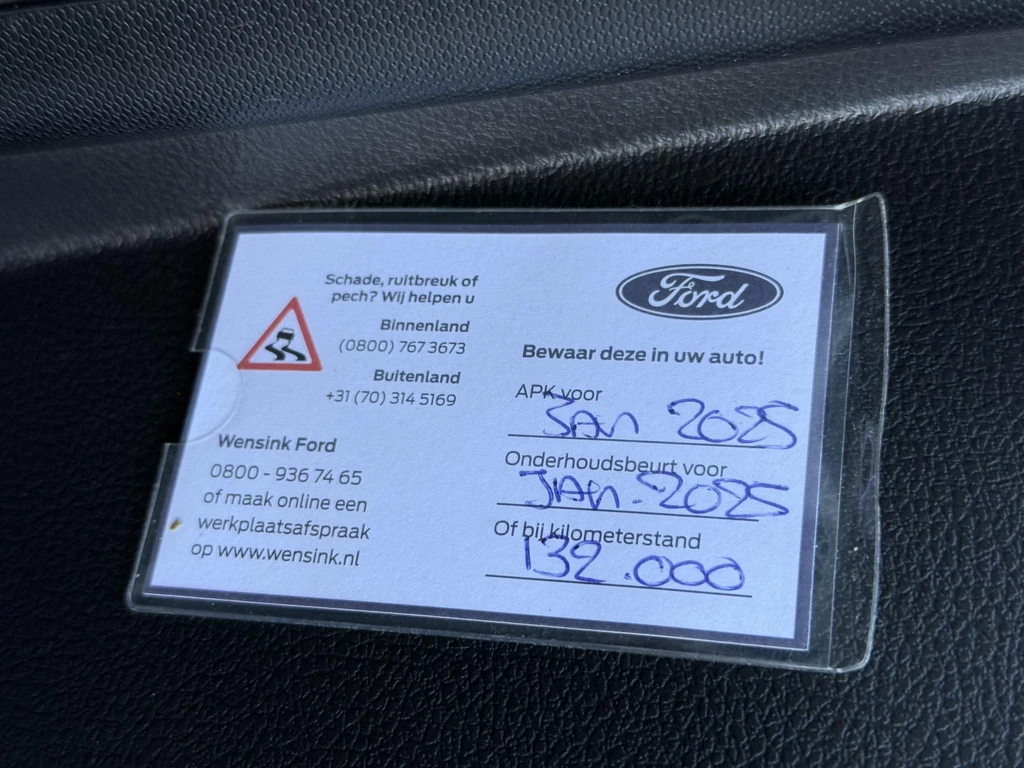 Schade, ruitbreuk of
pech? Wij helpen u
Binnenland
(0800) 767 3673
Buitenland
+31 (70) 314 5169
Wensink Ford
0800 - 936 74 65
of maak online een
werkplaatsafspraak
op www.wensink.nl
Ford
Bewaar deze in uw auto!
APK voor
Jan 2025
Onderhoudsbeurt voor
JAn - 2025
Of bij kilometerstand
132.000